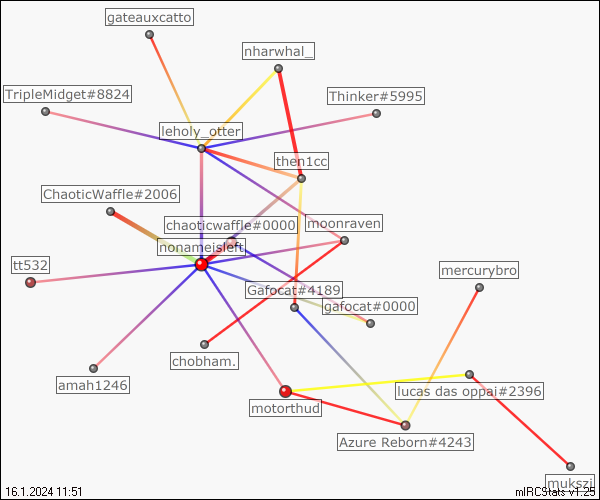 gateauxcatto
nharwhal_
TripleMidget#8824
Thinker#5995
leholy_otter
then1cc
ChaoticWaffle#2006
chaoticwaffle#0000
moonraven
nonameisleft
tt532
mercurybro
Gafocat#4189
gafocat#0000
chobham.
amah1246
lucas das oppai#2396
motorthud
Azure Reborn#4243
mukszi
16.1.2024 11:51
mIRCStats v1.25